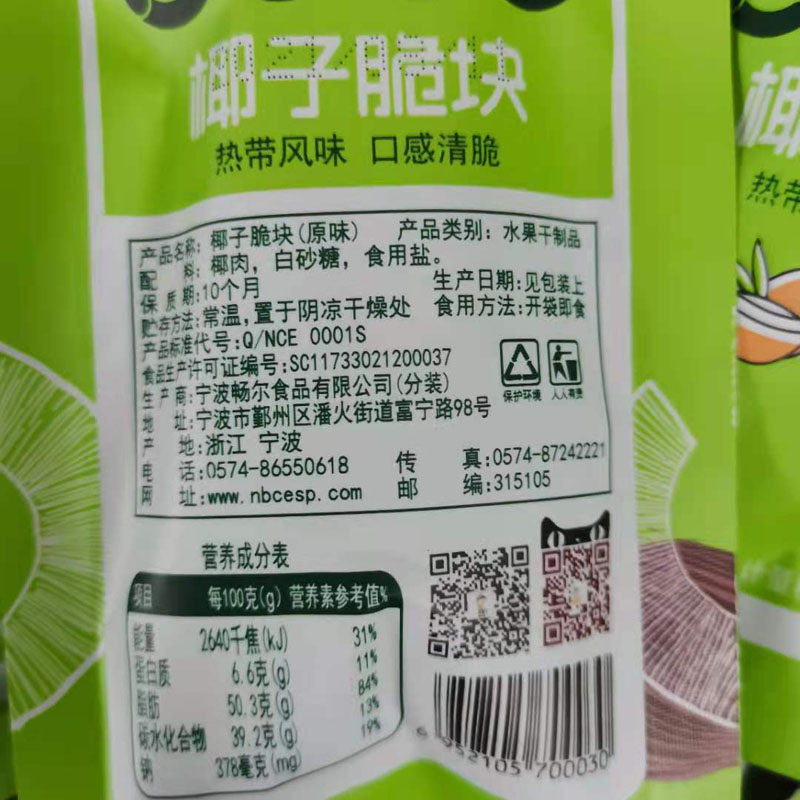 椰子脆块
热带风味 口感清脆
产品名称: 椰子脆块(原味) 产品类别: 水果干制品
配 料: 椰肉, 白砂糖, 食用盐。
保 质 期:10个月 生产日期:见包装上
贮存方法:常温,置于阴凉干燥处 食用方法:开袋即食
产品标准代号:Q/NCE 0001S
食品生产许可证编号:SC11733021200037
生 产 商:宁波畅尔食品有限公司(分装)
地 址:宁波市鄞州区潘火街道富宁路98号
产 地:浙江 宁波
电 话:0574-86550618 传 真:0574-87242221
网 址:www.nbcesp.com 邮 编:315105
保护环境 人人有责
营养成分表
项目 每100克(g) 营养素参考值%
能量 2640千焦(kJ) 31%
蛋白质 6.6克(g) 11%
脂肪 50.3克(g) 84%
碳水化合物 39.2克(g) 13%
钠 378毫克(mg) 19%
6 952105 700030
椰
热带